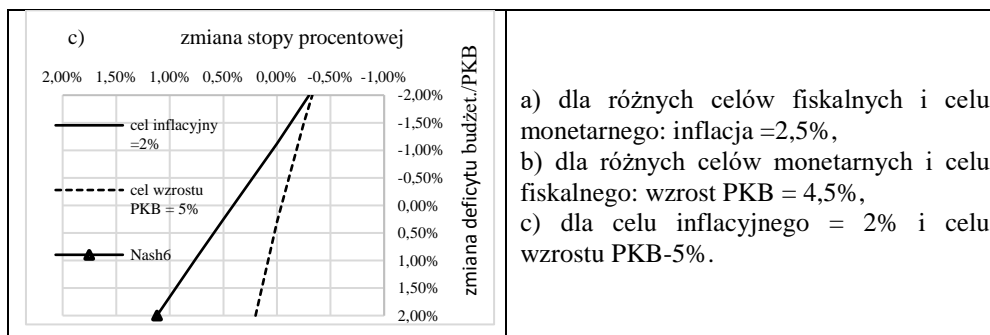 c) zmiana stopy procentowej
2,00% 1,50% 1,00% 0,50% 0,00% -0,50% -1,00%
-2,00%
cel inflacyjny
=2%
-1,50%
-1,00%
-0,50%
cel wzrostu
PKB = 5%
0,00%
0,50%
Nash6
1,00%
1,50%
2,00%
zmiana deficytu budżet./PKB
a) dla różnych celów fiskalnych i celu
monetarnego: inflacja =2,5%,
b) dla różnych celów monetarnych i celu
fiskalnego: wzrost PKB = 4,5%,
c) dla celu inflacyjnego = 2% i celu
wzrostu PKB-5%.